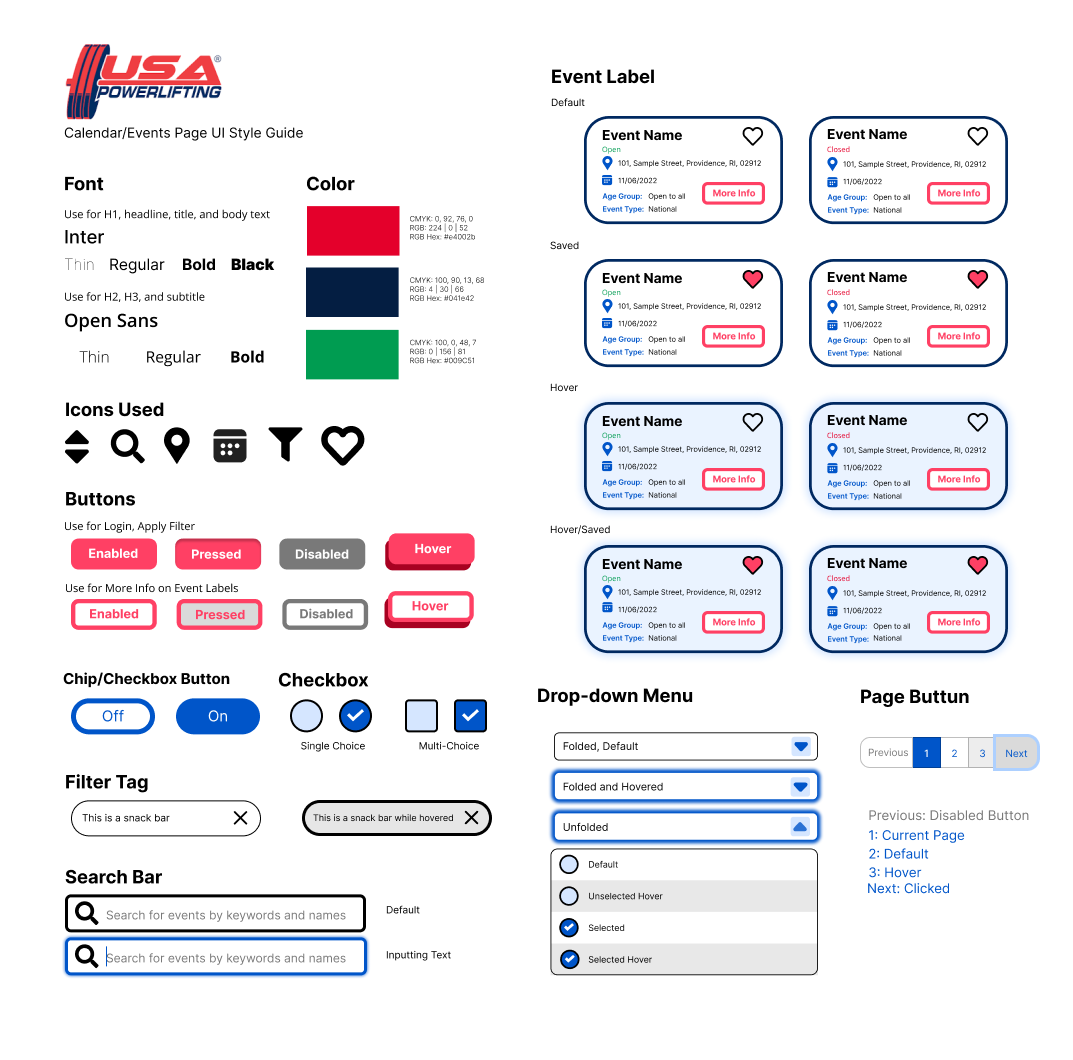 USA®
POWERLIFTING
Calendar/Events Page UI Style Guide
Font
Use for H1, headline, title, and body text
Inter
Thin Regular Bold Black
Use for H2, H3, and subtitle
Open Sans
Thin Regular Bold
Color
CMYK: 0, 92, 76, 0
RGB: 224 | 0 | 52
RGB Hex: #e4002b
CMYK: 100, 90, 13, 68
RGB: 4 | 30 | 66
RGB Hex: #041e42
CMYK: 100, 0, 48, 7
RGB: 0 | 156 | 81
RGB Hex: #009C51
Icons Used
Buttons
Use for Login, Apply Filter
Enabled Pressed Disabled Hover
Use for More Info on Event Labels
Enabled Pressed Disabled Hover
Chip/Checkbox Button
Off On
Checkbox
Single Choice Multi-Choice
Filter Tag
This is a snack bar
This is a snack bar while hovered
Search Bar
Search for events by keywords and names
Default
Search for events by keywords and names
Inputting Text
Event Label
Default
Event Name
Open
101, Sample Street, Providence, RI, 02912
11/06/2022
Age Group: Open to all
Event Type: National
More Info
Event Name
Closed
101, Sample Street, Providence, RI, 02912
11/06/2022
Age Group: Open to all
Event Type: National
More Info
Saved
Event Name
Open
101, Sample Street, Providence, RI, 02912
11/06/2022
Age Group: Open to all
Event Type: National
More Info
Event Name
Closed
101, Sample Street, Providence, RI, 02912
11/06/2022
Age Group: Open to all
Event Type: National
More Info
Hover
Event Name
Open
101, Sample Street, Providence, RI, 02912
11/06/2022
Age Group: Open to all
Event Type: National
More Info
Event Name
Closed
101, Sample Street, Providence, RI, 02912
11/06/2022
Age Group: Open to all
Event Type: National
More Info
Hover/Saved
Event Name
Open
101, Sample Street, Providence, RI, 02912
11/06/2022
Age Group: Open to all
Event Type: National
More Info
Event Name
Closed
101, Sample Street, Providence, RI, 02912
11/06/2022
Age Group: Open to all
Event Type: National
More Info
Drop-down Menu
Folded, Default
Folded and Hovered
Unfolded
Default
Unselected Hover
Selected
Selected Hover
Page Buttun
Previous 1 2 3 Next
Previous: Disabled Button
1: Current Page
2: Default
3: Hover
Next: Clicked